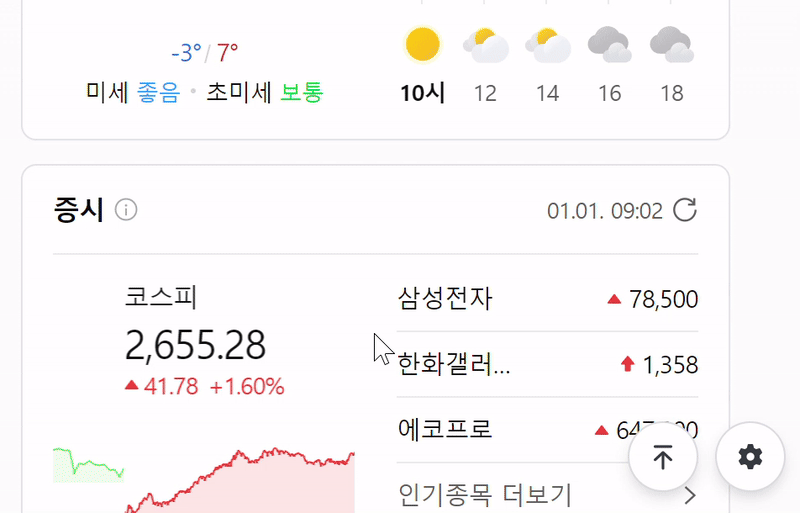 -3°/ 7°
미세 좋음 • 초미세 보통
10시 12 14 16 18
증시
01.01. 09:02
코스피
2,655.28
▲ 41.78 +1.60%
삼성전자 ▲ 78,500
한화갤러... 1,358
에코프로 ▲
인기종목 더보기 >